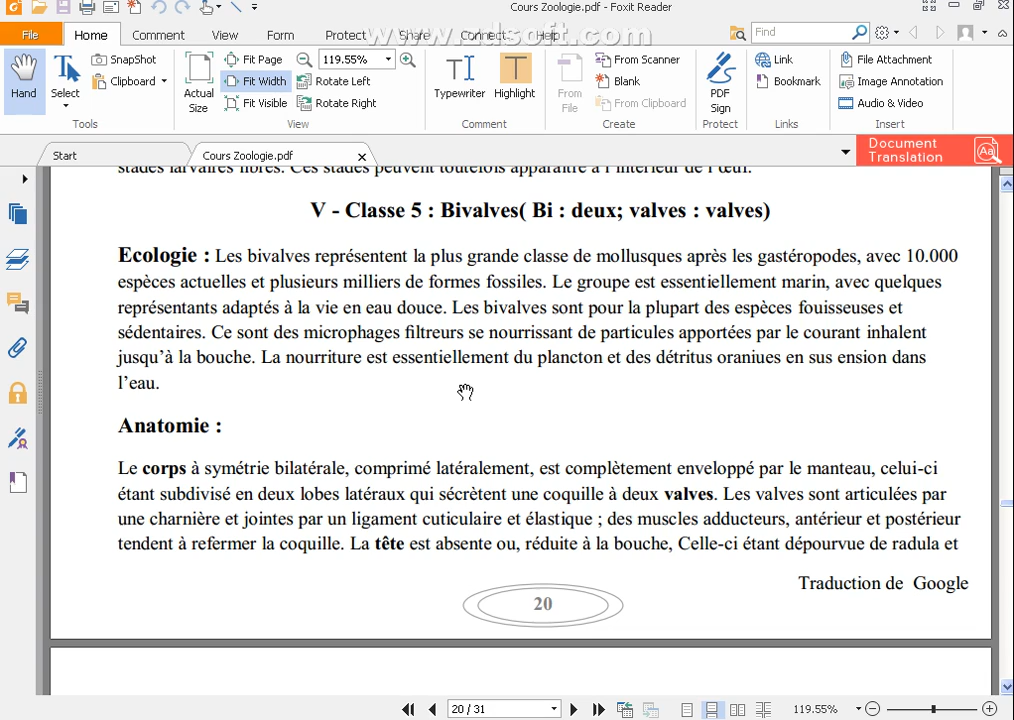 Cours Zoologie.pdf - Foxit Reader
File Home Comment View Form Protect Share Connect Help Find
Hand
Select
SnapShot
Clipboard
Actual Size
Fit Page
Fit Width
Fit Visible
119.55%
Rotate Left
Rotate Right
Typewriter
Highlight
From File
From Scanner
Blank
From Clipboard
PDF Sign
Link
Bookmark
File Attachment
Image Annotation
Audio & Video
Tools View Comment Create Protect Links Insert
Start
Cours Zoologie.pdf
Document Translation
stades larvaires libres. Ces stades peuvent toutefois apparaître à l'intérieur de l'œuf.
V - Classe 5 : Bivalves( Bi : deux; valves : valves)
Ecologie : Les bivalves représentent la plus grande classe de mollusques après les gastéropodes, avec 10.000
espèces actuelles et plusieurs milliers de formes fossiles. Le groupe est essentiellement marin, avec quelques
représentants adaptés à la vie en eau douce. Les bivalves sont pour la plupart des espèces fouisseuses et
sédentaires. Ce sont des microphages filtreurs se nourrissant de particules apportées par le courant inhalent
jusqu'à la bouche. La nourriture est essentiellement du plancton et des détritus oraniues en sus ension dans
l'eau.
Anatomie :
Le corps à symétrie bilatérale, comprimé latéralement, est complètement enveloppé par le manteau, celui-ci
étant subdivisé en deux lobes latéraux qui sécrètent une coquille à deux valves. Les valves sont articulées par
une charnière et jointes par un ligament cuticulaire et élastique ; des muscles adducteurs, antérieur et postérieur
tendent à refermer la coquille. La tête est absente ou, réduite à la bouche, Celle-ci étant dépourvue de radula et
Traduction de Google
20
20 / 31
119.55%